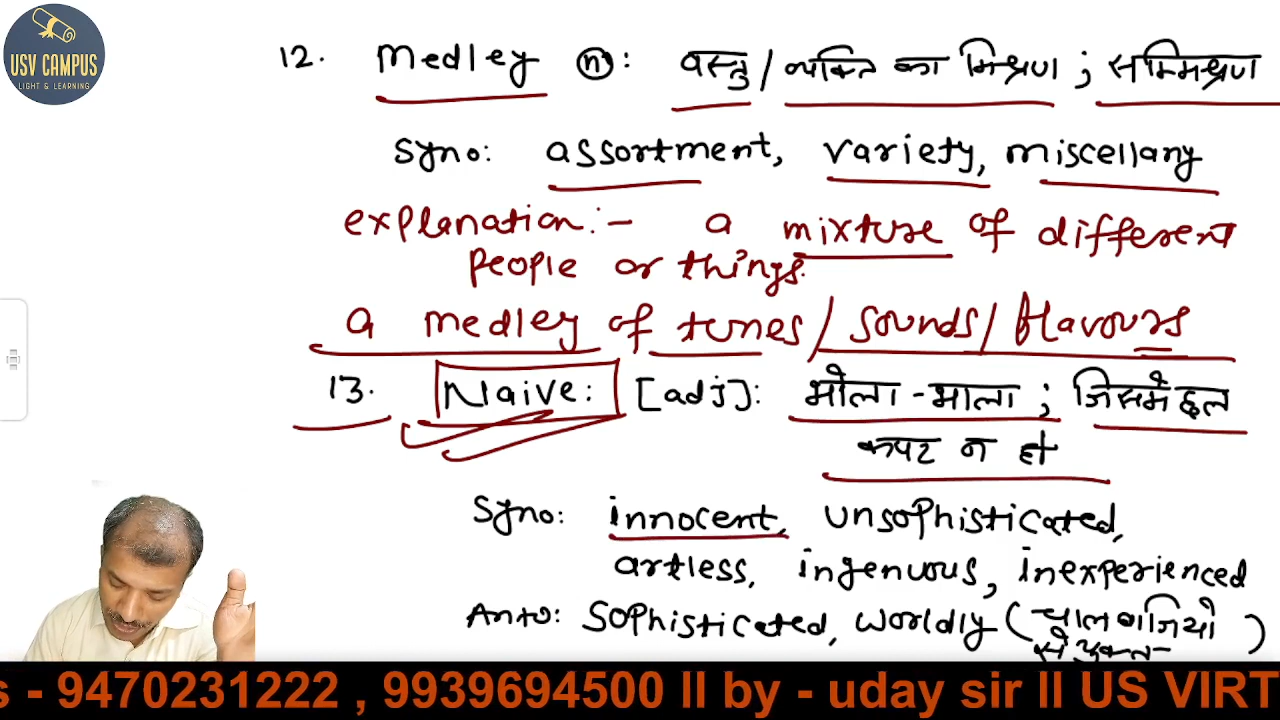 USV CAMPUS
LIGHT & LEARNING
12. Medley (n): वस्तु / व्यक्ति का मिश्रण ; सम्मिश्रण
Syno: assortment, variety, miscellany
explanation:- a mixture of different
people or things.
a medley of tunes / sounds / flavours
13. Naive: [adj]: भोला-भाला ; जिसमे छल
कपट न हो
Syno: innocent, unsophisticated,
artless, ingenuous, inexperienced
Anto: Sophisticated, worldly (चालबाजियो
से युक्त)
s - 9470231222 , 9939694500 ll by - uday sir ll US VIRT